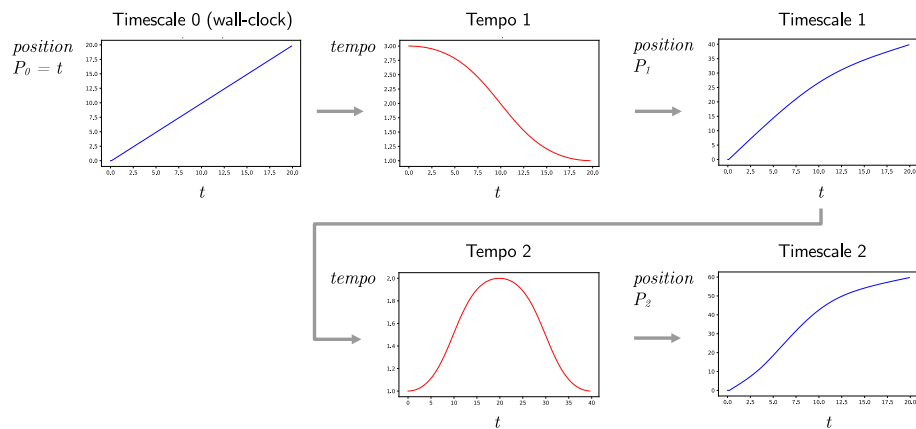 Timescale 0 (wall-clock)
position
P₀ = t
20.0
17.5
15.0
12.5
10.0
7.5
5.0
2.5
0.0
0.0 2.5 5.0 7.5 10.0 12.5 15.0 17.5 20.0
t
Tempo 1
tempo
3.00
2.75
2.50
2.25
2.00
1.75
1.50
1.25
1.00
0.0 2.5 5.0 7.5 10.0 12.5 15.0 17.5 20.0
t
Timescale 1
position
P₁
40
35
30
25
20
15
10
5
0
0.0 2.5 5.0 7.5 10.0 12.5 15.0 17.5 20.0
t
Tempo 2
tempo
2.0
1.8
1.6
1.4
1.2
1.0
0 5 10 15 20 25 30 35 40
t
Timescale 2
position
P₂
60
50
40
30
20
10
0
0.0 2.5 5.0 7.5 10.0 12.5 15.0 17.5 20.0
t